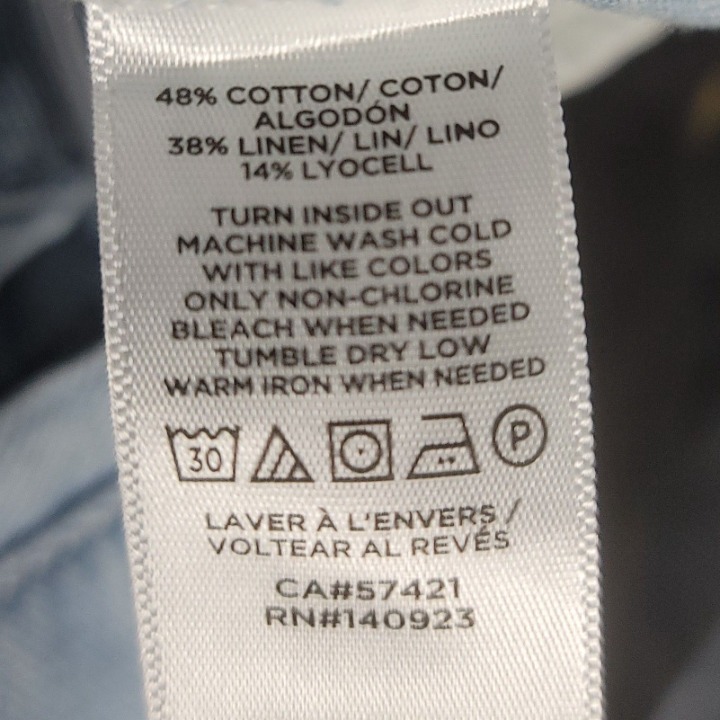 48% COTTON/ COTON/
ALGODÓN
38% LINEN/ LIN/ LINO
14% LYOCELL
TURN INSIDE OUT
MACHINE WASH COLD
WITH LIKE COLORS
ONLY NON-CHLORINE
BLEACH WHEN NEEDED
TUMBLE DRY LOW
WARM IRON WHEN NEEDED
30 P
LAVER À L'ENVERS /
VOLTEAR AL REVÉS
CA#57421
RN#140923